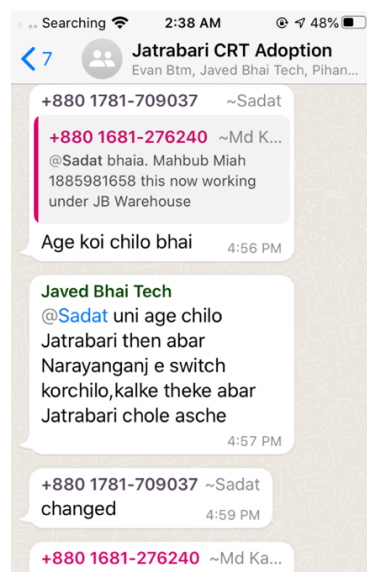 Searching 2:38 AM 48%
7 Jatrabari CRT Adoption
Evan Btm, Javed Bhai Tech, Pihan...
+880 1781-709037 ~Sadat
+880 1681-276240 ~Md K...
@Sadat bhaia. Mahbub Miah
1885981658 this now working
under JB Warehouse
Age koi chilo bhai 4:56 PM
Javed Bhai Tech
@Sadat uni age chilo
Jatrabari then abar
Narayanganj e switch
korchilo,kalke theke abar
Jatrabari chole asche
4:57 PM
+880 1781-709037 ~Sadat
changed 4:59 PM
+880 1681-276240 ~Md Ka...